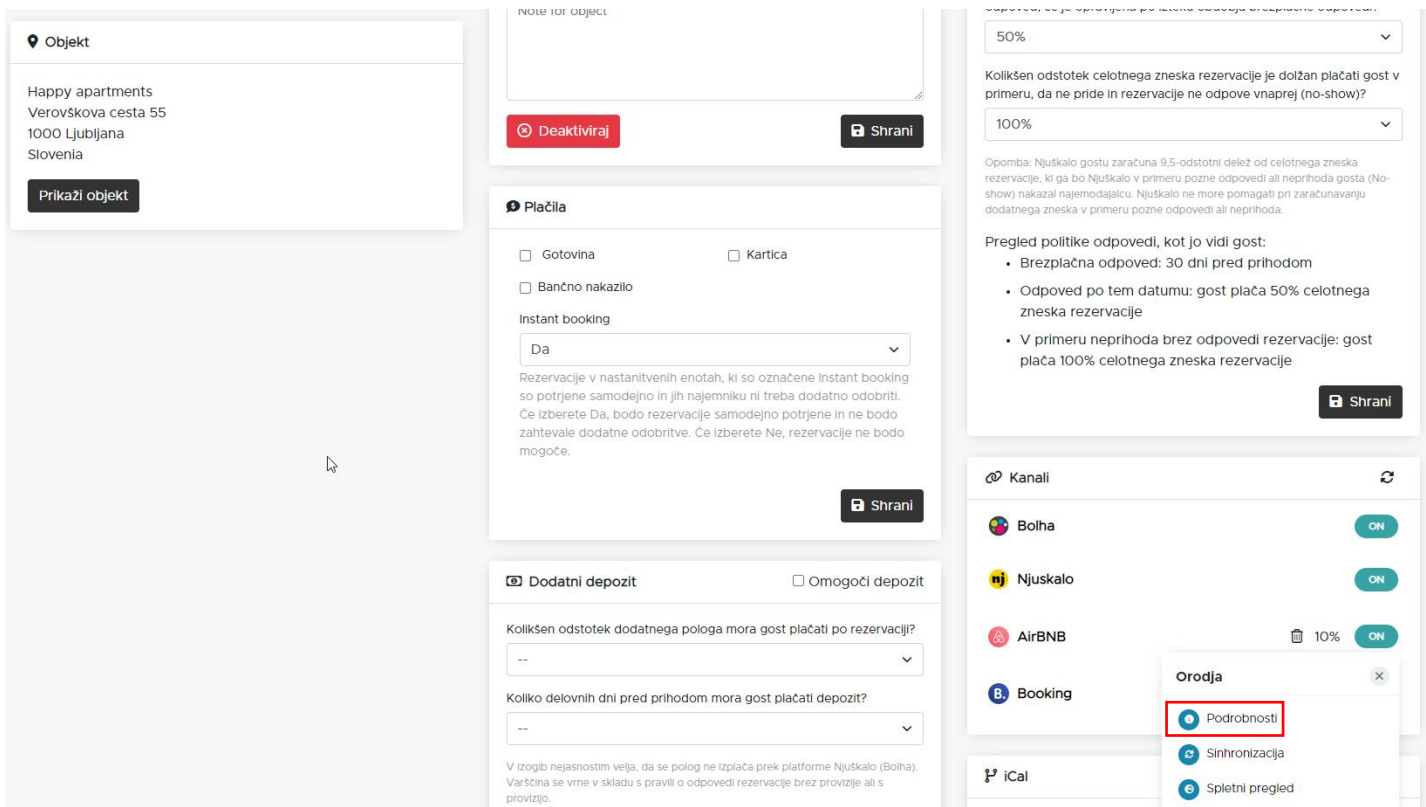 Objekt
Happy apartments
Verovškova cesta 55
1000 Ljubljana
Slovenia
Prikaži objekt
Note for object
Deaktiviraj
Shrani
Plačila
Gotovina
Kartica
Bančno nakazilo
Instant booking
Da
Rezervacije v nastanitvenih enotah, ki so označene Instant booking
so potrjene samodejno in jih najemniku ni treba dodatno odobriti.
Če izberete Da, bodo rezervacije samodejno potrjene in ne bodo
zahtevale dodatne odobritve. Če izberete Ne, rezervacije ne bodo
mogoče.
Shrani
Dodatni depozit
Omogoči depozit
Kolikšen odstotek dodatnega pologa mora gost plačati po rezervaciji?
--
Koliko delovnih dni pred prihodom mora gost plačati depozit?
--
V izogib nejasnostim velja, da se polog ne izplača prek platforme Njuškalo (Bolha).
Varščina se vrne v skladu s pravili o odpovedi rezervacije brez provizije ali s
provizijo.
odpoved, če je opravljena po izteku obdobja brezplačne odpovedi?
50%
Kolikšen odstotek celotnega zneska rezervacije je dolžan plačati gost v
primeru, da ne pride in rezervacije ne odpove vnaprej (no-show)?
100%
Opomba: Njuškalo gostu zaračuna 9,5-odstotni delež od celotnega zneska
rezervacije, ki ga bo Njuškalo v primeru pozne odpovedi ali neprihoda gosta (No-
show) nakazal najemodajalcu. Njuškalo ne more pomagati pri zaračunavanju
dodatnega zneska v primeru pozne odpovedi ali neprihoda.
Pregled politike odpovedi, kot jo vidi gost:
• Brezplačna odpoved: 30 dni pred prihodom
• Odpoved po tem datumu: gost plača 50% celotnega
zneska rezervacije
• V primeru neprihoda brez odpovedi rezervacije: gost
plača 100% celotnega zneska rezervacije
Shrani
Kanali
Bolha
ON
nj Njuskalo
ON
AirBNB
10%
ON
B. Booking
Orodja
Podrobnosti
Sinhronizacija
Spletni pregled
iCal